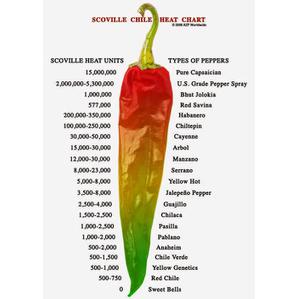 SCOVILLE CHILE HEAT CHART
SCOVILLE HEAT UNITS TYPES OF PEPPERS
15,000,000 Pure Capsaician
2,000,000-5,300,000 U.S. Grade Pepper Spray
1,000,000 Bhut Jolokia
577,000 Red Savina
200,000-350,000 Habanero
100,000-250,000 Chiltepin
30,000-50,000 Cayenne
15,000-30,000 Arbol
12,000-30,000 Manzano
8,000-23,000 Serrano
5,000-8,000 Yellow Hot
3,500-8,000 Jalepeño Pepper
2,500-4,000 Guajillo
1,500-2,500 Chilaca
1,000-2,500 Pasilla
1,000-2,000 Pablano
500-2,000 Anaheim
500-1,500 Chile Verde
500-1,000 Yellow Genetics
500-750 Red Chile
0 Sweet Bells